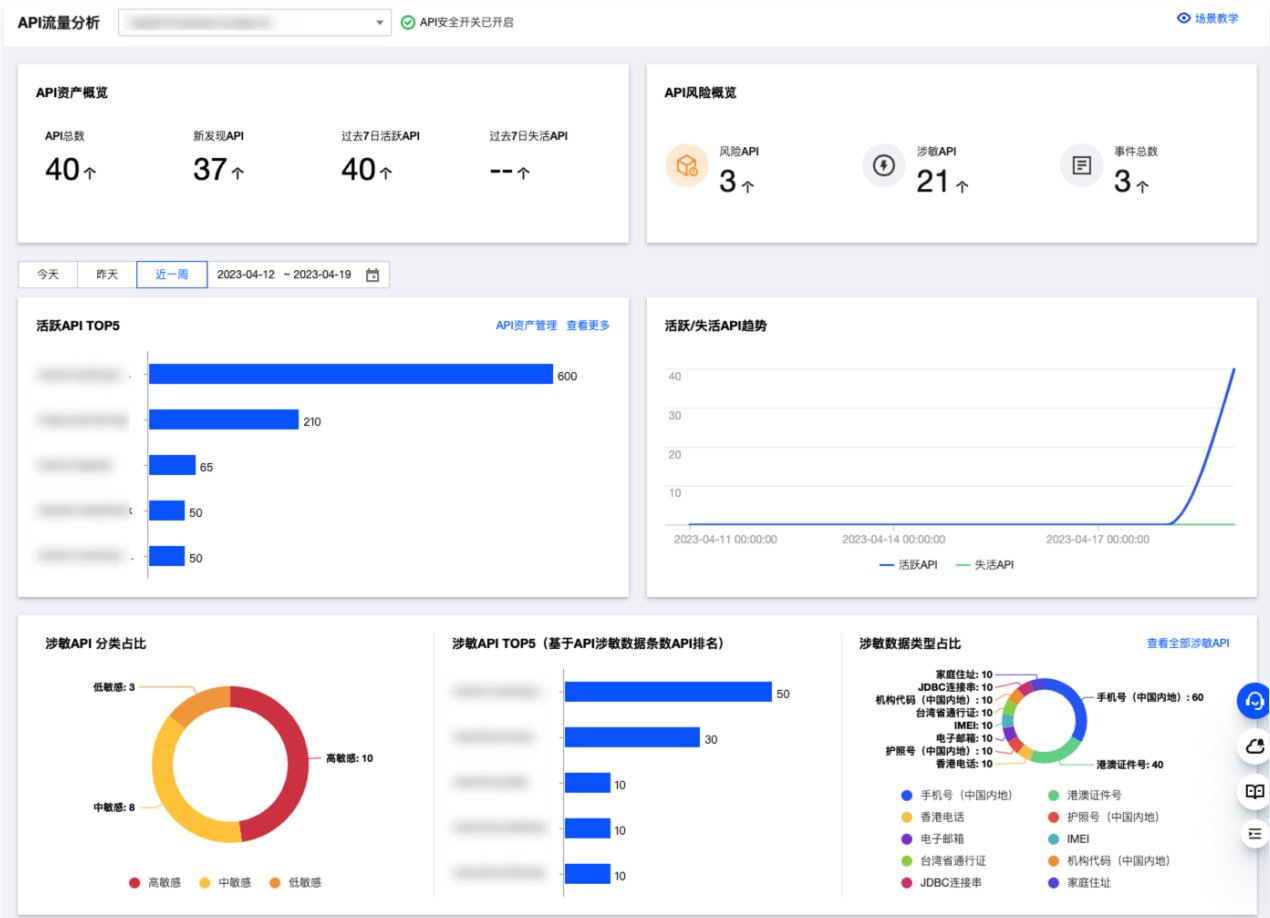 API流量分析
API安全开关已开启
场景教学
API资产概览
API总数
新发现API
过去7日活跃API
过去7日失活API
40个
37个
40个
--个
API风险概览
风险API
3个
涉敏API
21个
事件总数
3个
今天
昨天
近一周
2023-04-12 ~ 2023-04-19
活跃API TOP5
API资产管理 查看更多
600
210
65
50
50
活跃/失活API趋势
40
30
20
10
2023-04-11 00:00:00
2023-04-14 00:00:00
2023-04-17 00:00:00
活跃API
失活API
涉敏API 分类占比
低敏感: 3
高敏感: 10
中敏感: 8
高敏感
中敏感
低敏感
涉敏API TOP5（基于API涉敏数据条数API排名）
50
30
10
10
10
涉敏数据类型占比
查看全部涉敏API
家庭住址: 10
JDBC连接串: 10
机构代码（中国内地）: 10
台湾省通行证: 10
IMEI: 10
电子邮箱: 10
护照号（中国内地）: 10
香港电话: 10
手机号（中国内地）: 60
港澳证件号: 40
手机号（中国内地）
港澳证件号
香港电话
护照号（中国内地）
电子邮箱
IMEI
台湾省通行证
机构代码（中国内地）
JDBC连接串
家庭住址